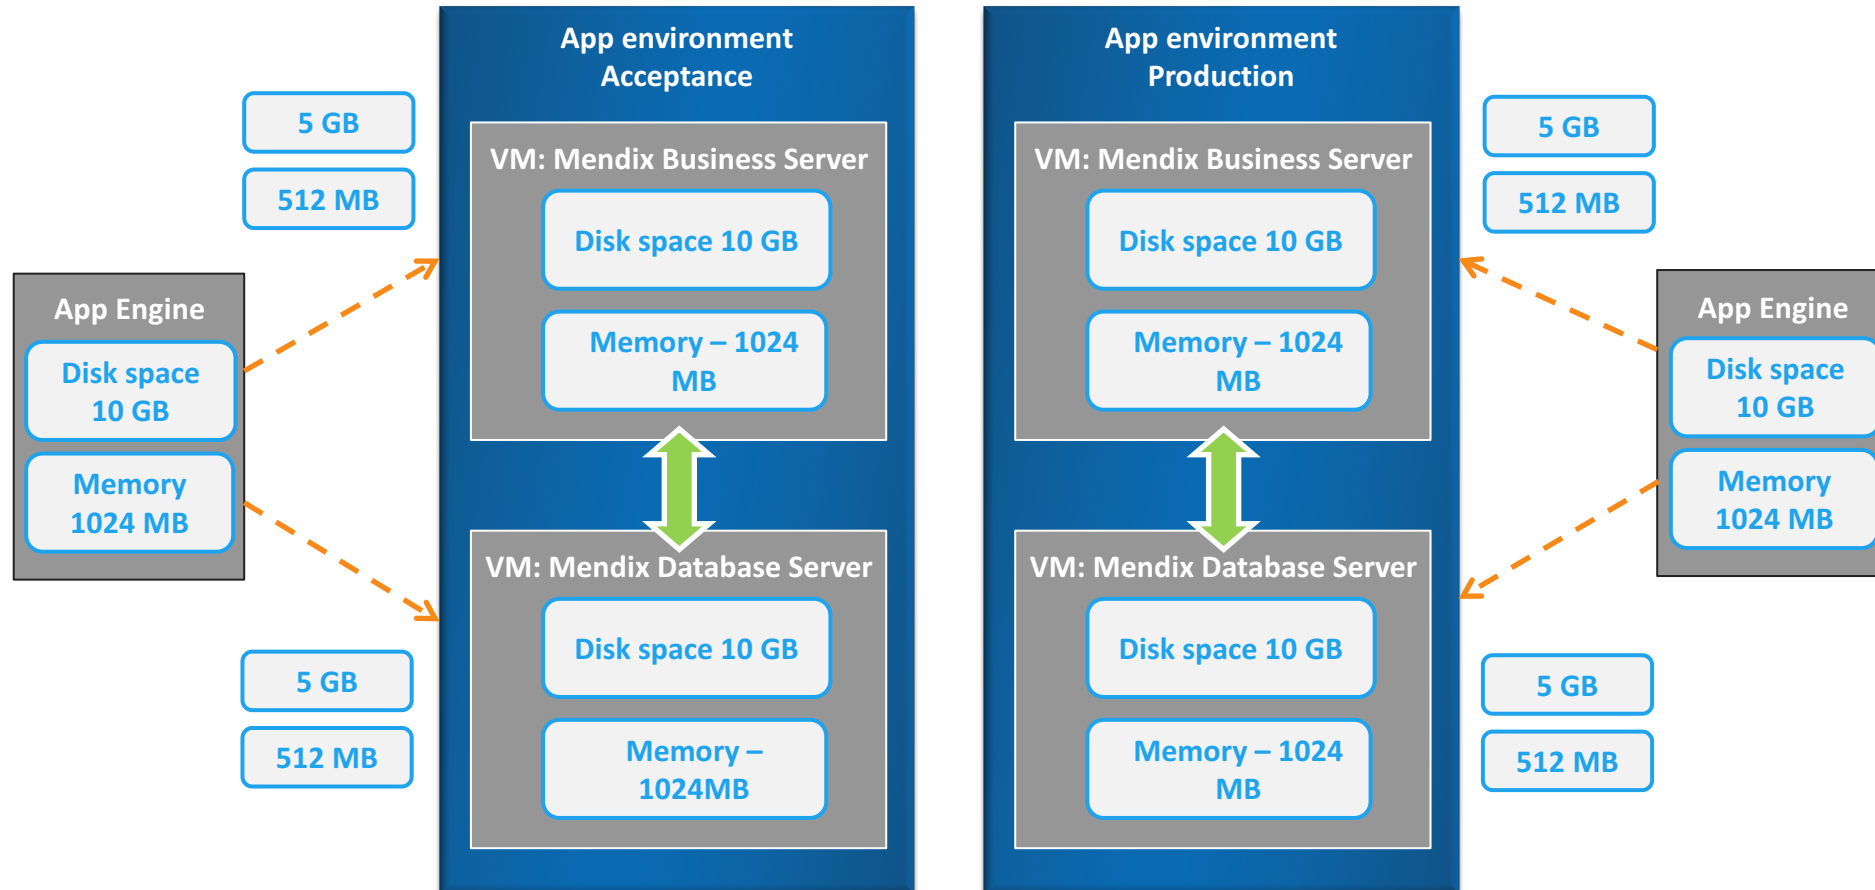 5 GB
512 MB
App Engine
Disk space
10 GB
Memory
1024 MB
5 GB
512 MB
App environment
Acceptance
VM: Mendix Business Server
Disk space 10 GB
Memory – 1024
MB
VM: Mendix Database Server
Disk space 10 GB
Memory –
1024MB
App environment
Production
VM: Mendix Business Server
Disk space 10 GB
Memory – 1024
MB
VM: Mendix Database Server
Disk space 10 GB
Memory – 1024
MB
5 GB
512 MB
App Engine
Disk space
10 GB
Memory
1024 MB
5 GB
512 MB